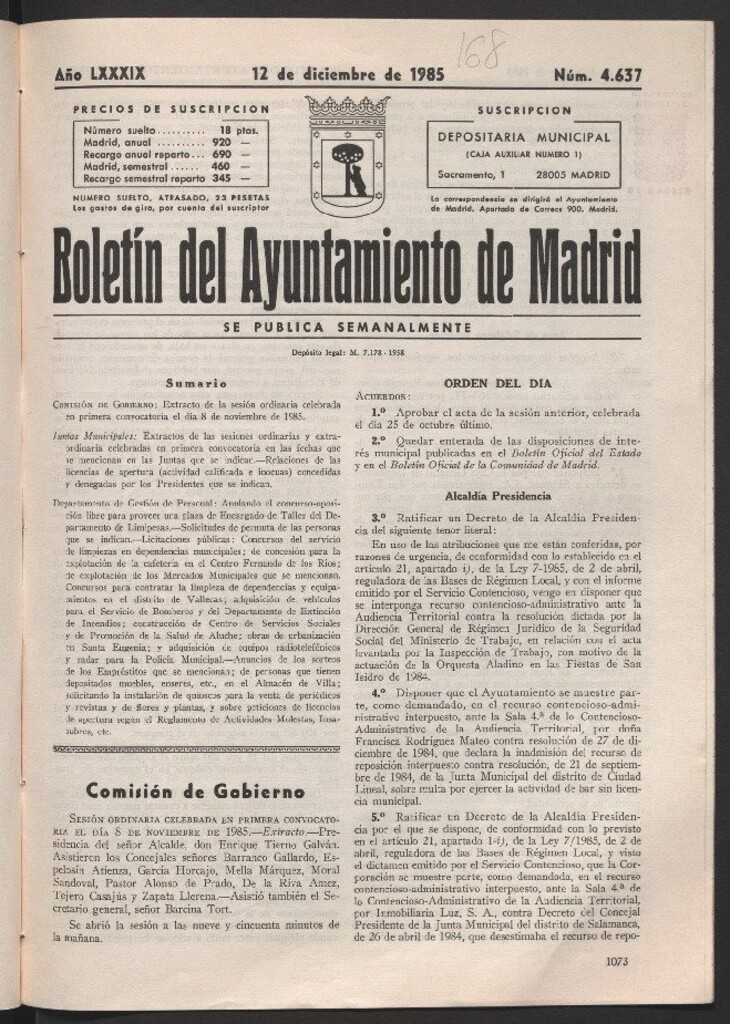 168
Año LXXXIX 12 de diciembre de 1985 Núm. 4.637
PRECIOS DE SUSCRIPCION
Número suelto.......... 18 ptas.
Madrid, anual .......... 920 —
Recargo anual reparto... 690 —
Madrid, semestral ...... 460 —
Recargo semestral reparto 345 —
NUMERO SUELTO, ATRASADO, 23 PESETAS
Los gastos de giro, por cuenta del suscriptor
SUSCRIPCION
DEPOSITARIA MUNICIPAL
(CAJA AUXILIAR NUMERO 1)
Sacramento, 1 28005 MADRID
La correspondencia se dirigirá al Ayuntamiento
de Madrid. Apartado de Correos 900. Madrid.
Boletín del Ayuntamiento de Madrid
SE PUBLICA SEMANALMENTE
Depósito legal: M. 7.178 - 1958
Sumario
COMISIÓN DE GOBIERNO: Extracto de la sesión ordinaria celebrada
en primera convocatoria el día 8 de noviembre de 1985.
Juntas Municipales: Extractos de las sesiones ordinarias y extra-
ordinaria celebradas en primera convocatoria en las fechas que
se mencionan en las Juntas que se indican.—Relaciones de las
licencias de apertura (actividad calificada e inocuas) concedidas
y denegadas por los Presidentes que se indican.
Departamento de Gestión de Personal: Anulando el concurso-oposi-
ción libre para proveer una plaza de Encargado de Taller del De-
partamento de Limpiezas.—Solicitudes de permuta de las personas
que se indican.—Licitaciones públicas: Concursos del servicio
de limpiezas en dependencias municipales; de concesión para la
explotación de la cafetería en el Centro Fernando de los Ríos;
de explotación de los Mercados Municipales que se mencionan.
Concursos para contratar la limpieza de dependencias y equipa-
mientos en el distrito de Vallecas; adquisición de vehículos
para el Servicio de Bomberos y del Departamento de Extinción
de Incendios; construcción de Centro de Servicios Sociales
y de Promoción de la Salud de Aluche; obras de urbanización
en Santa Eugenia; y adquisición de equipos radiotelefónicos
y radar para la Policía Municipal.—Anuncios de los sorteos
de los Empréstitos que se mencionan; de personas que tienen
depositados muebles, enseres, etc., en el Almacén de Villa;
solicitando la instalación de quioscos para la venta de periódicos
y revistas y de flores y plantas, y sobre peticiones de licencias
de apertura según el Reglamento de Actividades Molestas, Insa-
lubres, etc.
Comisión de Gobierno
SESIÓN ORDINARIA CELEBRADA EN PRIMERA CONVOCATO-
RIA EL DÍA 8 DE NOVIEMBRE DE 1985.—Extracto.—Pre-
sidencia del señor Alcalde, don Enrique Tierno Galván.
Asistieron los Concejales señores Barranco Gallardo, Es-
pelosín Atienza, García Horcajo, Mella Márquez, Moral
Sandoval, Pastor Alonso de Prado, De la Riva Amez,
Tejero Casajús y Zapata Llerena.—Asistió también el Se-
cretario general, señor Barcina Tort.
Se abrió la sesión a las nueve y cincuenta minutos de
la mañana.
ORDEN DEL DIA
ACUERDOS:
1.º Aprobar el acta de la sesión anterior, celebrada
el día 25 de octubre último.
2.º Quedar enterada de las disposiciones de inte-
rés municipal publicadas en el Boletín Oficial del Estado
y en el Boletín Oficial de la Comunidad de Madrid.
Alcaldía Presidencia
3.º Ratificar un Decreto de la Alcaldía Presiden-
cia del siguiente tenor literal:
En uso de las atribuciones que me están conferidas, por
razones de urgencia, de conformidad con lo establecido en el
artículo 21, apartado i), de la Ley 7-1985, de 2 de abril,
reguladora de las Bases de Régimen Local, y con el informe
emitido por el Servicio Contencioso, vengo en disponer que
se interponga recurso contencioso-administrativo ante la
Audiencia Territorial contra la resolución dictada por la
Dirección General de Régimen Jurídico de la Seguridad
Social del Ministerio de Trabajo, en relación con el acta
levantada por la Inspección de Trabajo, con motivo de la
actuación de la Orquesta Aladino en las Fiestas de San
Isidro de 1984.
4.º Disponer que el Ayuntamiento se muestre par-
te, como demandado, en el recurso contencioso-admi-
nistrativo interpuesto, ante la Sala 4.ª de lo Contencioso-
Administrativo de la Audiencia Territorial, por doña
Francisca Rodríguez Mateo contra resolución de 27 de di-
ciembre de 1984, que declara la inadmisión del recurso de
reposición interpuesto contra resolución, de 21 de septiem-
bre de 1984, de la Junta Municipal del distrito de Ciudad
Lineal, sobre multa por ejercer la actividad de bar sin licen-
cia municipal.
5.º Ratificar un Decreto de la Alcaldía Presiden-
cia por el que se dispone, de conformidad con lo previsto
en el artículo 21, apartado 1-i), de la Ley 7/1985, de 2 de
abril, reguladora de las Bases de Régimen Local, y visto
el dictamen emitido por el Servicio Contencioso, que la Cor-
poración se muestre parte, como demandada, en el recurso
contencioso-administrativo interpuesto, ante la Sala 4.ª de
lo Contencioso-Administrativo de la Audiencia Territorial,
por Inmobiliaria Luz, S. A., contra Decreto del Concejal
Presidente de la Junta Municipal del distrito de Salamanca,
de 26 de abril de 1984, que desestimaba el recurso de repo-
1073